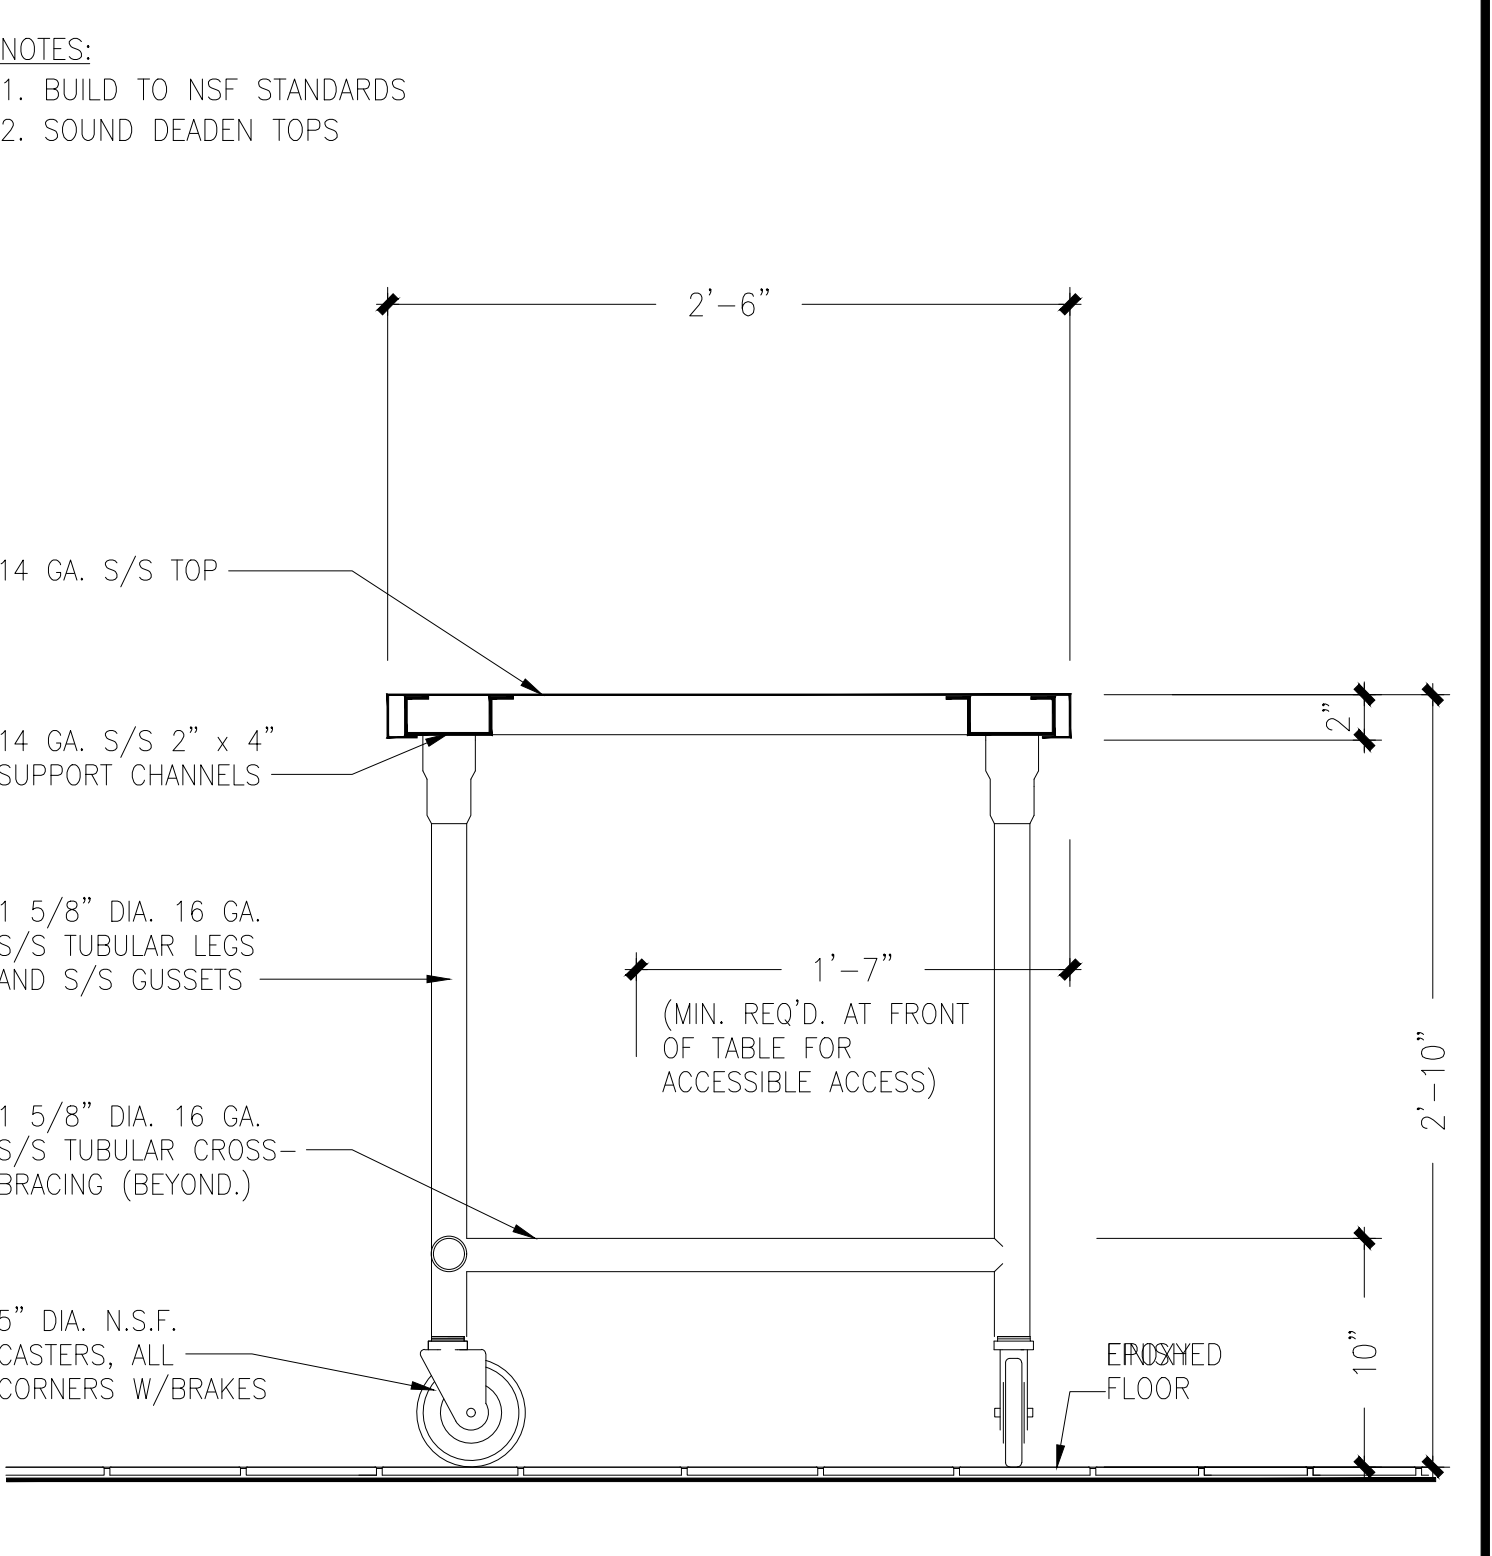 NOTES:
1. BUILD TO NSF STANDARDS
2. SOUND DEADEN TOPS
2'-6"
14 GA. S/S TOP
14 GA. S/S 2" x 4"
SUPPORT CHANNELS
2"
1 5/8" DIA. 16 GA.
S/S TUBULAR LEGS
AND S/S GUSSETS
1'-7"
(MIN. REQ'D. AT FRONT
OF TABLE FOR
ACCESSIBLE ACCESS)
2'-10"
1 5/8" DIA. 16 GA.
S/S TUBULAR CROSS-
BRACING (BEYOND.)
5" DIA. N.S.F.
CASTERS, ALL
CORNERS W/BRAKES
10"
FLOOR